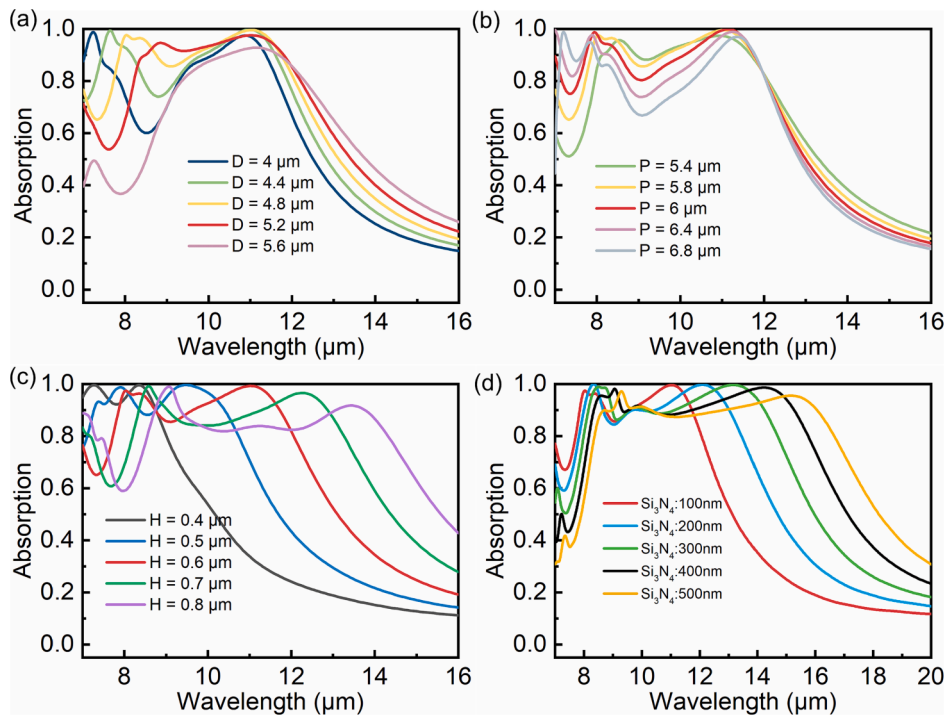 (a)
1.0
0.8
0.6
0.4
0.2
0.0
Absorption
D = 4 μm
D = 4.4 μm
D = 4.8 μm
D = 5.2 μm
D = 5.6 μm
8 10 12 14 16
Wavelength (μm)
(b)
1.0
0.8
0.6
0.4
0.2
0.0
Absorption
P = 5.4 μm
P = 5.8 μm
P = 6 μm
P = 6.4 μm
P = 6.8 μm
8 10 12 14 16
Wavelength (μm)
(c)
1.0
0.8
0.6
0.4
0.2
0.0
Absorption
H = 0.4 μm
H = 0.5 μm
H = 0.6 μm
H = 0.7 μm
H = 0.8 μm
8 10 12 14 16
Wavelength (μm)
(d)
1.0
0.8
0.6
0.4
0.2
0.0
Absorption
Si₃N₄:100nm
Si₃N₄:200nm
Si₃N₄:300nm
Si₃N₄:400nm
Si₃N₄:500nm
8 10 12 14 16 18 20
Wavelength (μm)